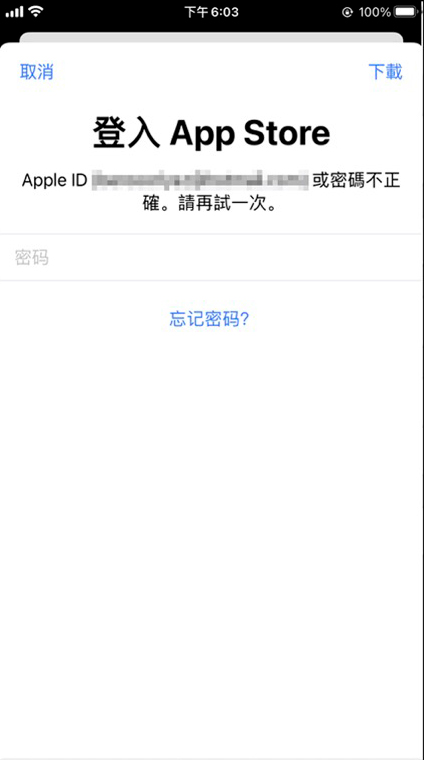 下午6:03
100%
取消
下載
登入 App Store
Apple ID
或密碼不正
確。請再試一次。
密码
忘记密码?